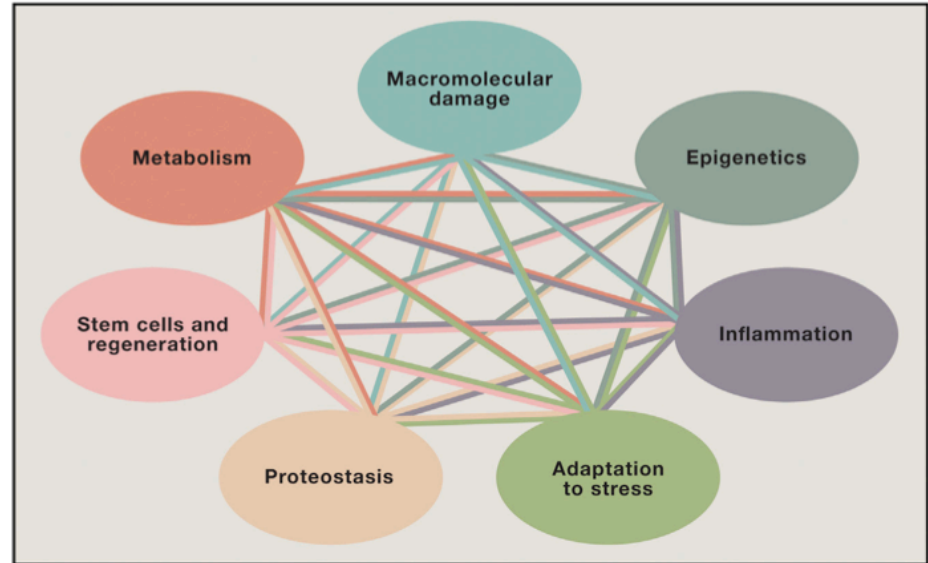 Macromolecular
damage
Metabolism
Epigenetics
Stem cells and
regeneration
Inflammation
Proteostasis
Adaptation
to stress